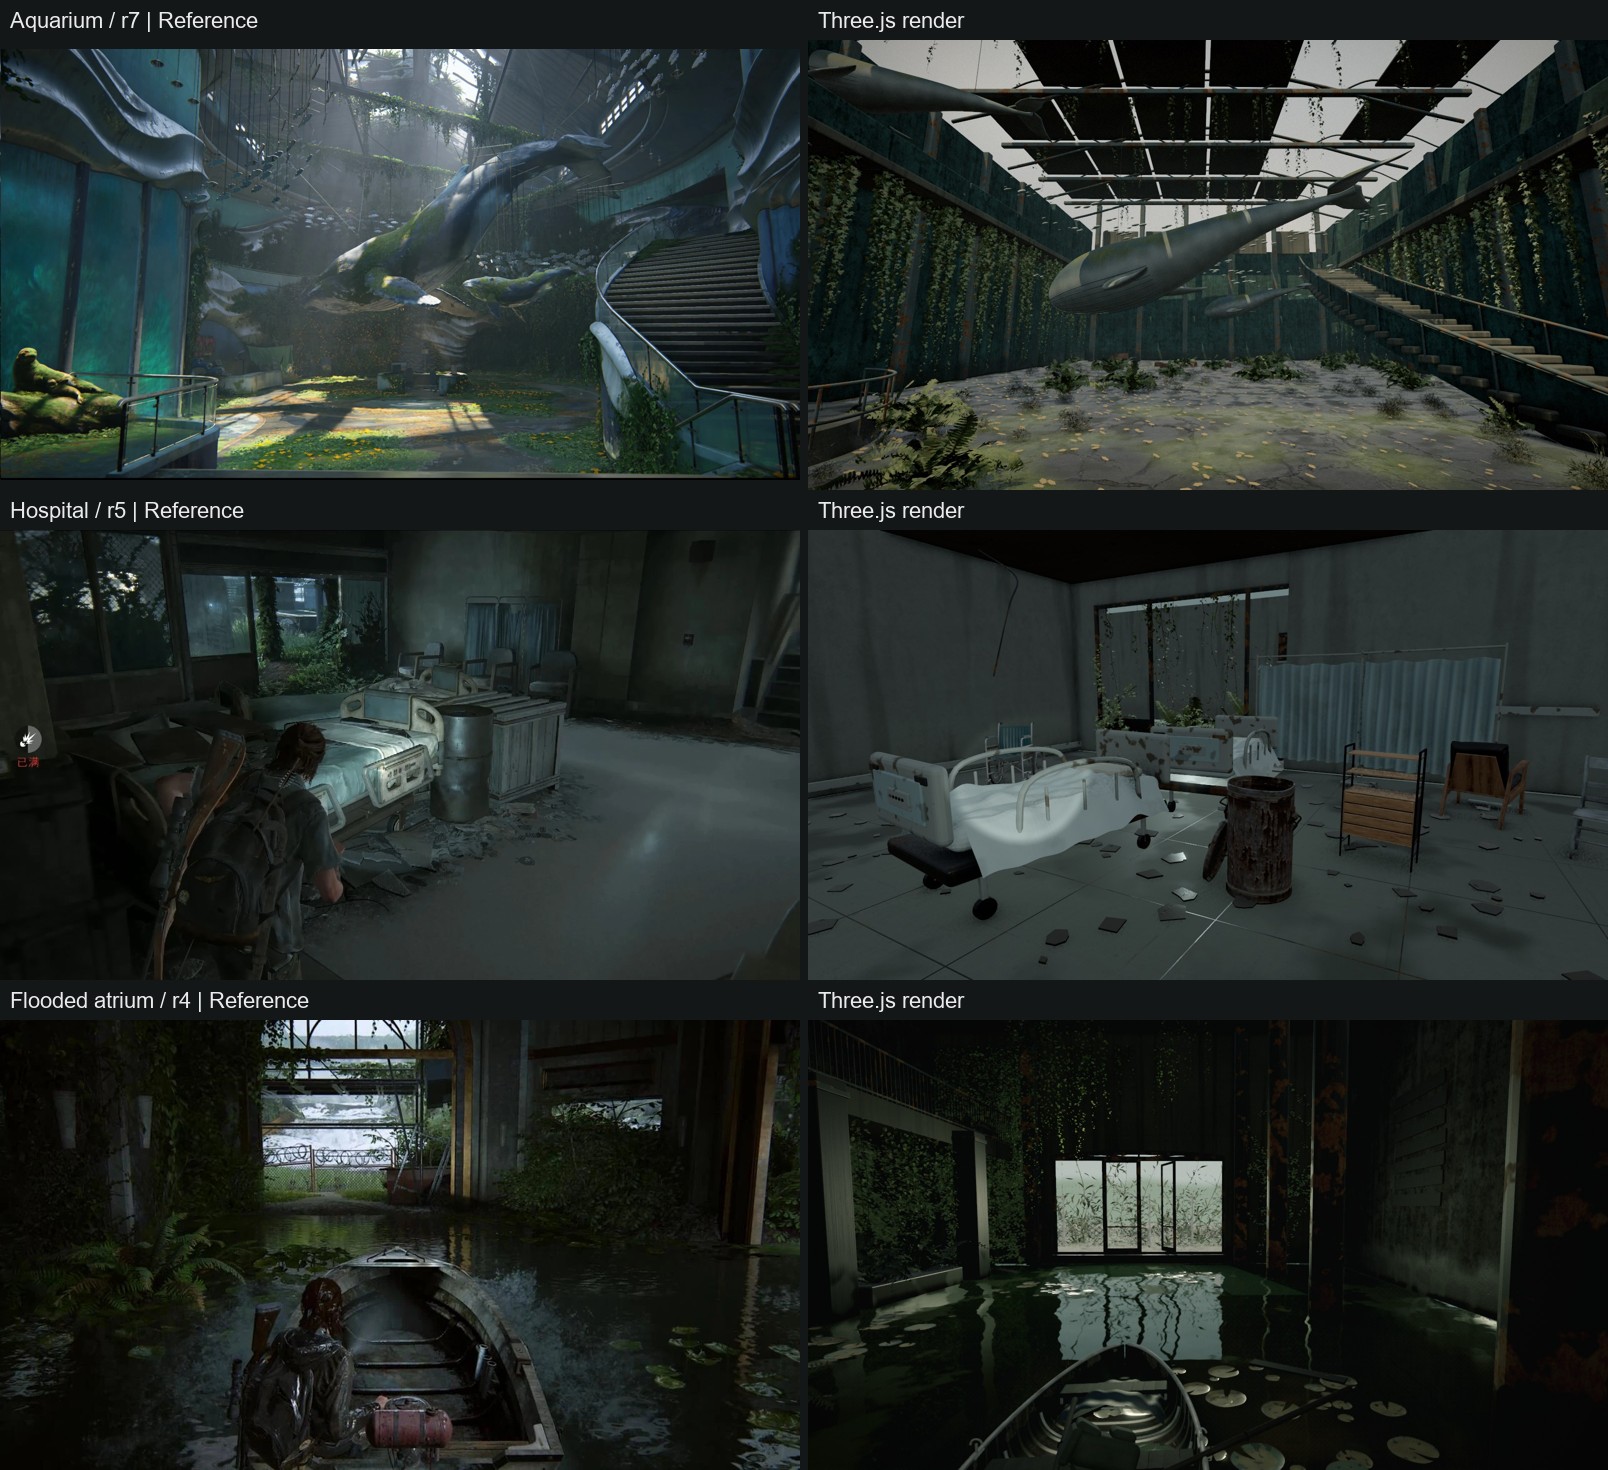 Aquarium / r7 | Reference
Three.js render
Hospital / r5 | Reference
Three.js render
已满
Flooded atrium / r4 | Reference
Three.js render